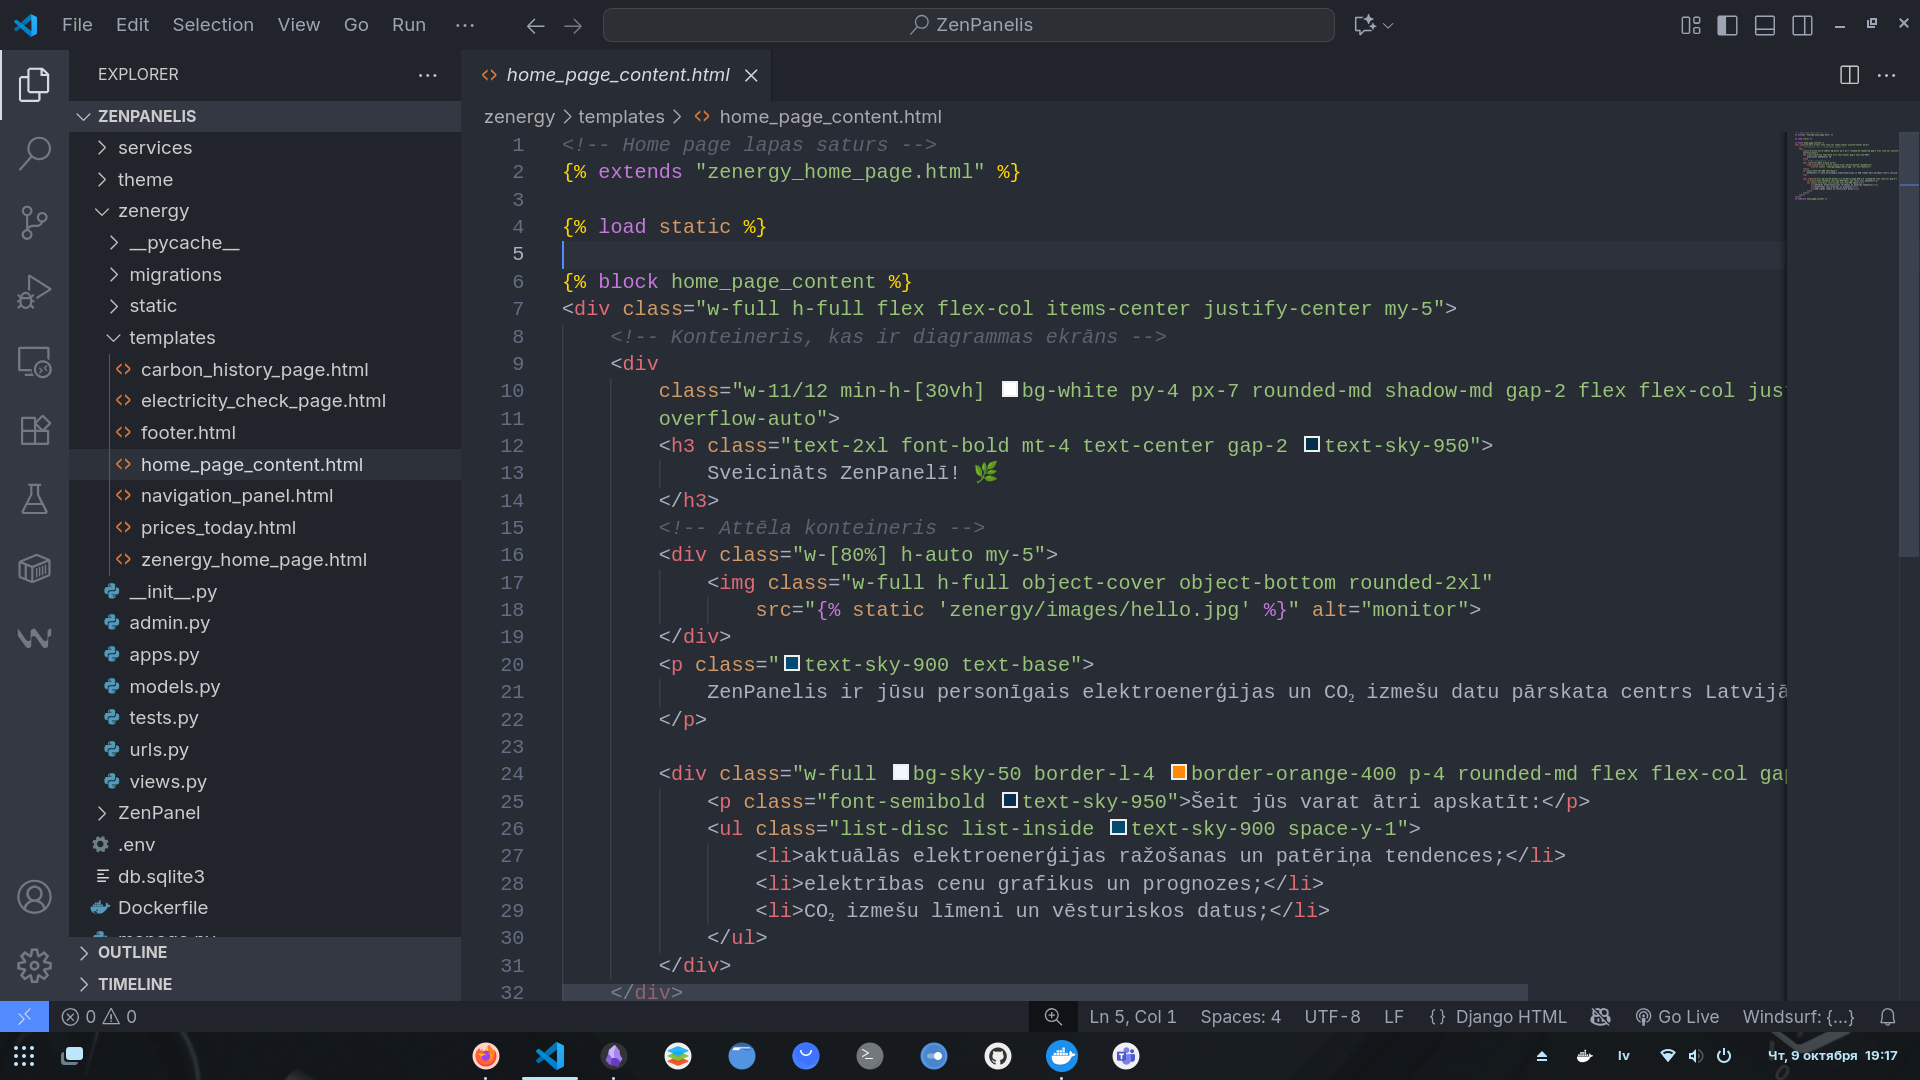 File Edit Selection View Go Run ···
ZenPanelis
EXPLORER
ZENPANELIS
services
theme
zenergy
__pycache__
migrations
static
templates
carbon_history_page.html
electricity_check_page.html
footer.html
home_page_content.html
navigation_panel.html
prices_today.html
zenergy_home_page.html
__init__.py
admin.py
apps.py
models.py
tests.py
urls.py
views.py
ZenPanel
.env
db.sqlite3
Dockerfile
OUTLINE
TIMELINE
home_page_content.html
zenergy > templates > home_page_content.html
1 <!-- Home page lapas saturs -->
2 {% extends "zenergy_home_page.html" %}
3
4 {% load static %}
5
6 {% block home_page_content %}
7 <div class="w-full h-full flex flex-col items-center justify-center my-5">
8 <!-- Konteineris, kas ir diagrammas ekrāns -->
9 <div
10 class="w-11/12 min-h-[30vh] bg-white py-4 px-7 rounded-md shadow-md gap-2 flex flex-col jus
11 overflow-auto">
12 <h3 class="text-2xl font-bold mt-4 text-center gap-2 text-sky-950">
13 Sveicināts ZenPanelī! 🌿
14 </h3>
15 <!-- Attēla konteineris -->
16 <div class="w-[80%] h-auto my-5">
17 <img class="w-full h-full object-cover object-bottom rounded-2xl"
18 src="{% static 'zenergy/images/hello.jpg' %}" alt="monitor">
19 </div>
20 <p class="text-sky-900 text-base">
21 ZenPanelis ir jūsu personīgais elektroenerģijas un CO₂ izmešu datu pārskata centrs Latvijā
22 </p>
23
24 <div class="w-full bg-sky-50 border-l-4 border-orange-400 p-4 rounded-md flex flex-col gap
25 <p class="font-semibold text-sky-950">Šeit jūs varat ātri apskatīt:</p>
26 <ul class="list-disc list-inside text-sky-900 space-y-1">
27 <li>aktuālās elektroenerģijas ražošanas un patēriņa tendences;</li>
28 <li>elektrības cenu grafikus un prognozes;</li>
29 <li>CO₂ izmešu līmeni un vēsturiskos datus;</li>
30 </ul>
31 </div>
32 </div>
0 0 Ln 5, Col 1 Spaces: 4 UTF-8 LF {} Django HTML Go Live Windsurf: {...}
lv Чт, 9 октября 19:17